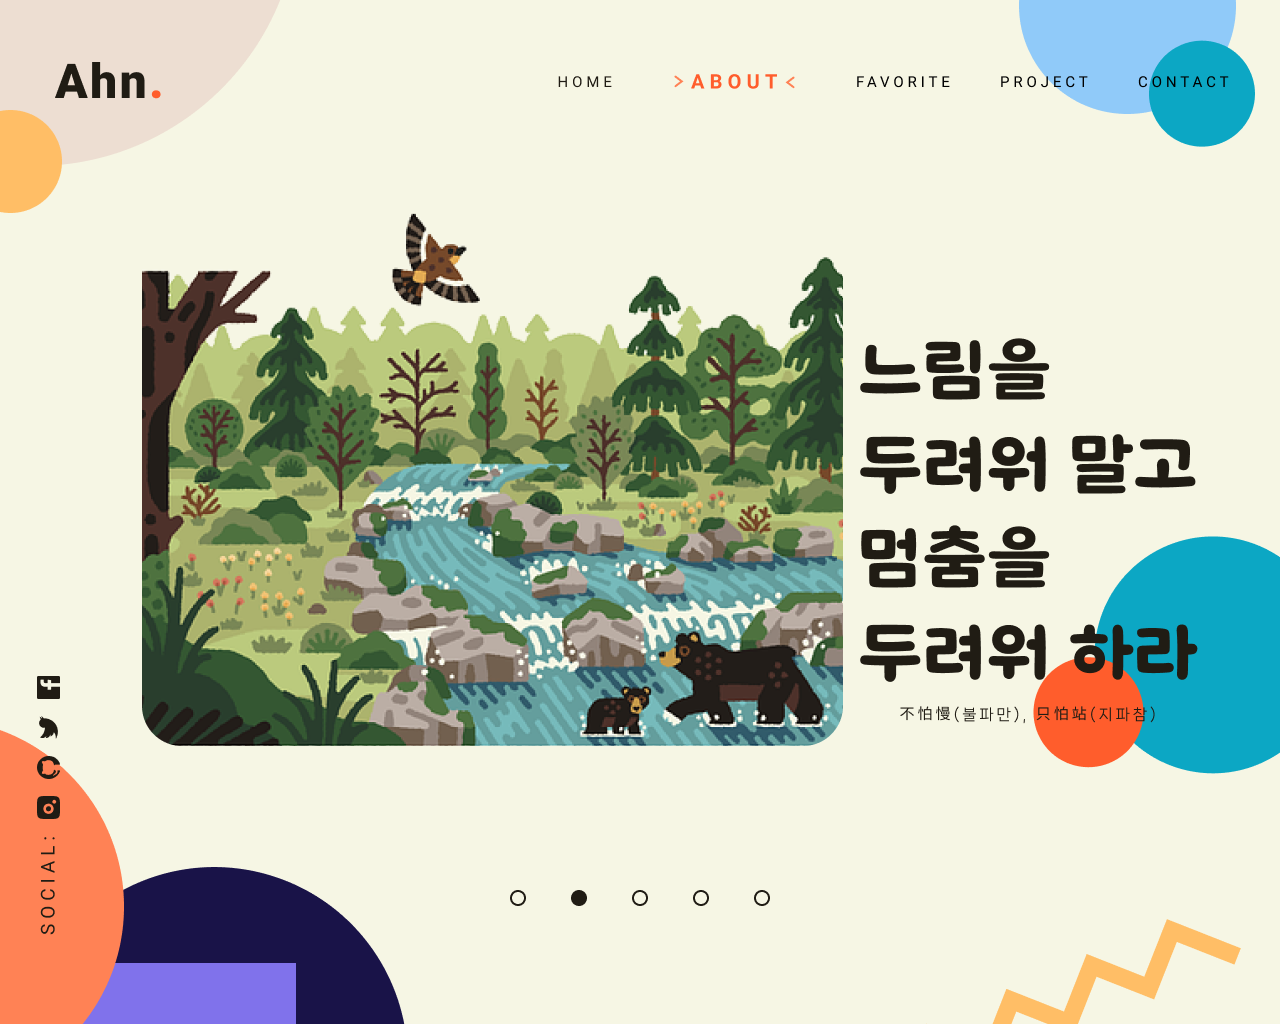 Ahn.
HOME
>ABOUT<
FAVORITE
PROJECT
CONTACT
느림을
두려워 말고
멈춤을
두려워 하라
不怕慢(불파만), 只怕站(지파참)
SOCIAL: